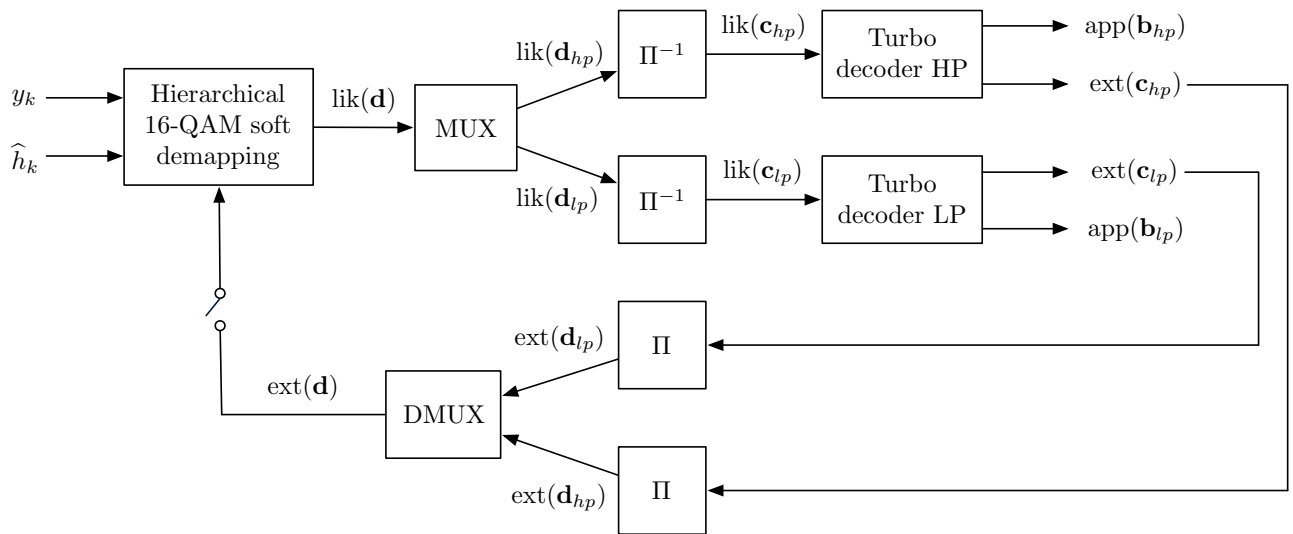 y_k
ĥ_k
Hierarchical
16-QAM soft
demapping
lik(d)
MUX
lik(d_hp)
lik(d_lp)
Π⁻¹
lik(c_hp)
Turbo
decoder HP
app(b_hp)
ext(c_hp)
Π⁻¹
lik(c_lp)
Turbo
decoder LP
ext(c_lp)
app(b_lp)
Π
ext(d_lp)
ext(d)
DMUX
ext(d_hp)
Π